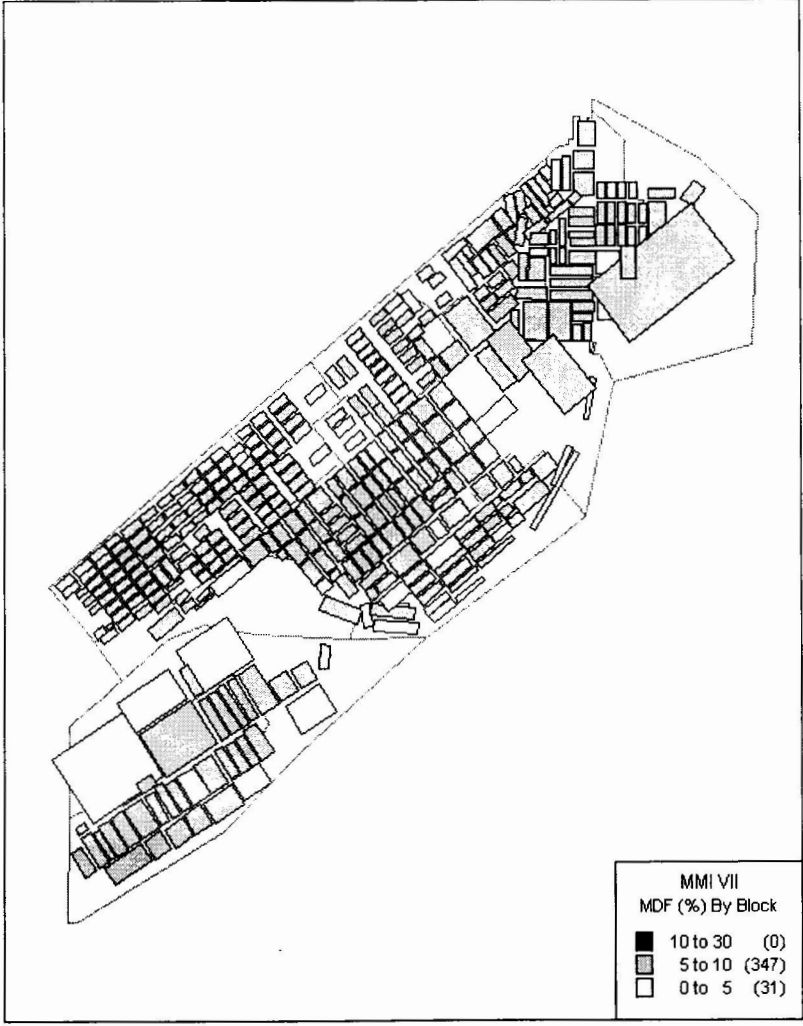 MMI VII
MDF (%) By Block
10 to 30 (0)
5 to 10 (347)
0 to 5 (31)